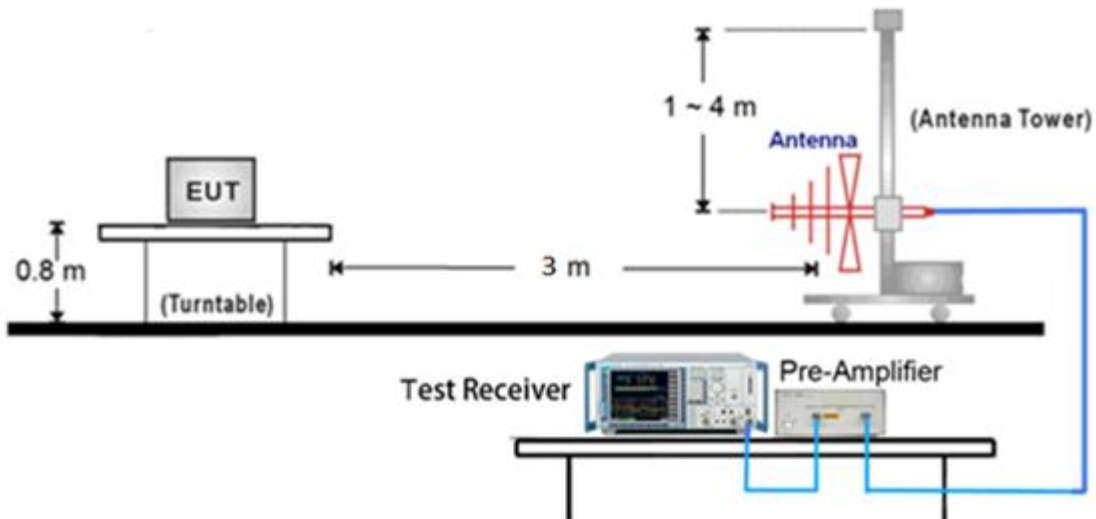 1 ~ 4 m
(Antenna Tower)
Antenna
EUT
0.8 m
3 m
(Turntable)
Test Receiver
Pre-Amplifier